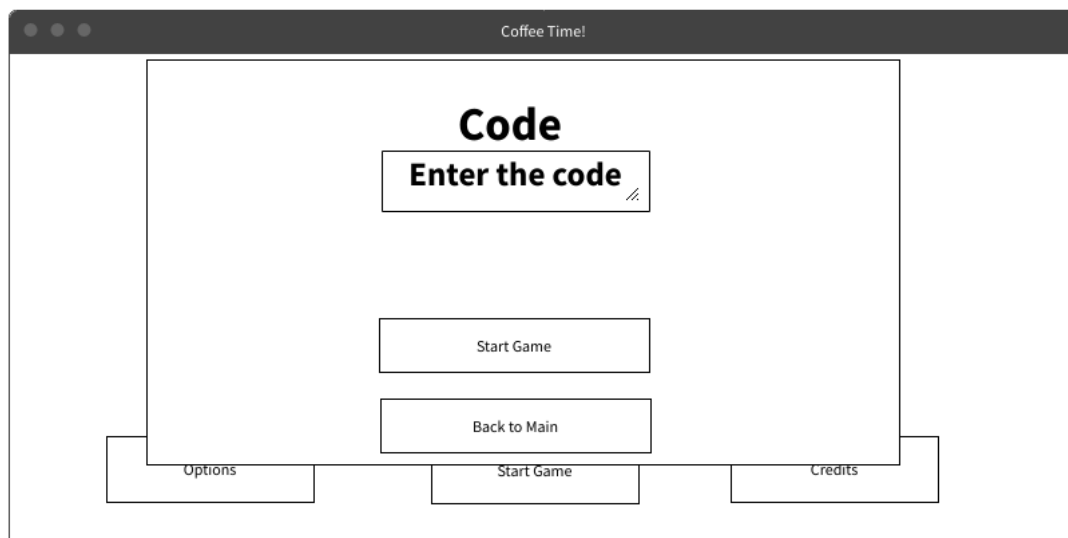 Coffee Time!
Code
Enter the code
Start Game
Back to Main
Options
Start Game
Credits